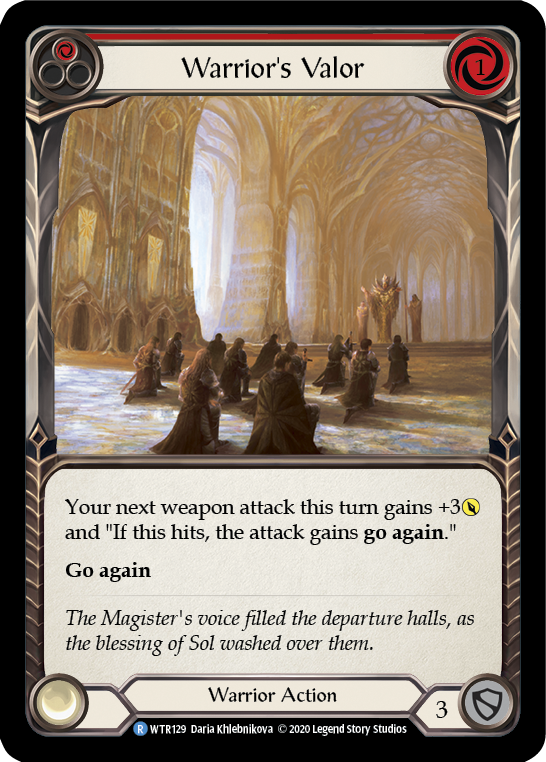 Warrior's Valor
1
Your next weapon attack this turn gains +3
and "If this hits, the attack gains go again."
Go again
The Magister's voice filled the departure halls, as
the blessing of Sol washed over them.
Warrior Action
3
R WTR129 Daria Khlebnikova © 2020 Legend Story Studios